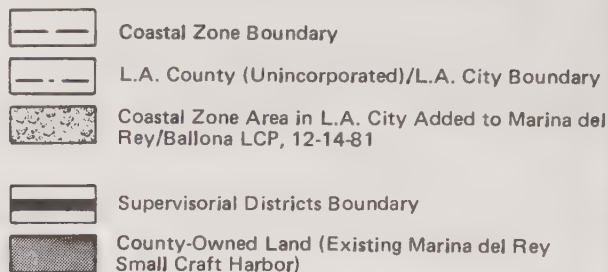 Coastal Zone Boundary
L.A. County (Unincorporated)/L.A. City Boundary
Coastal Zone Area in L.A. City Added to Marina del
Rey/Ballona LCP, 12-14-81
Supervisorial Districts Boundary
County-Owned Land (Existing Marina del Rey
Small Craft Harbor)